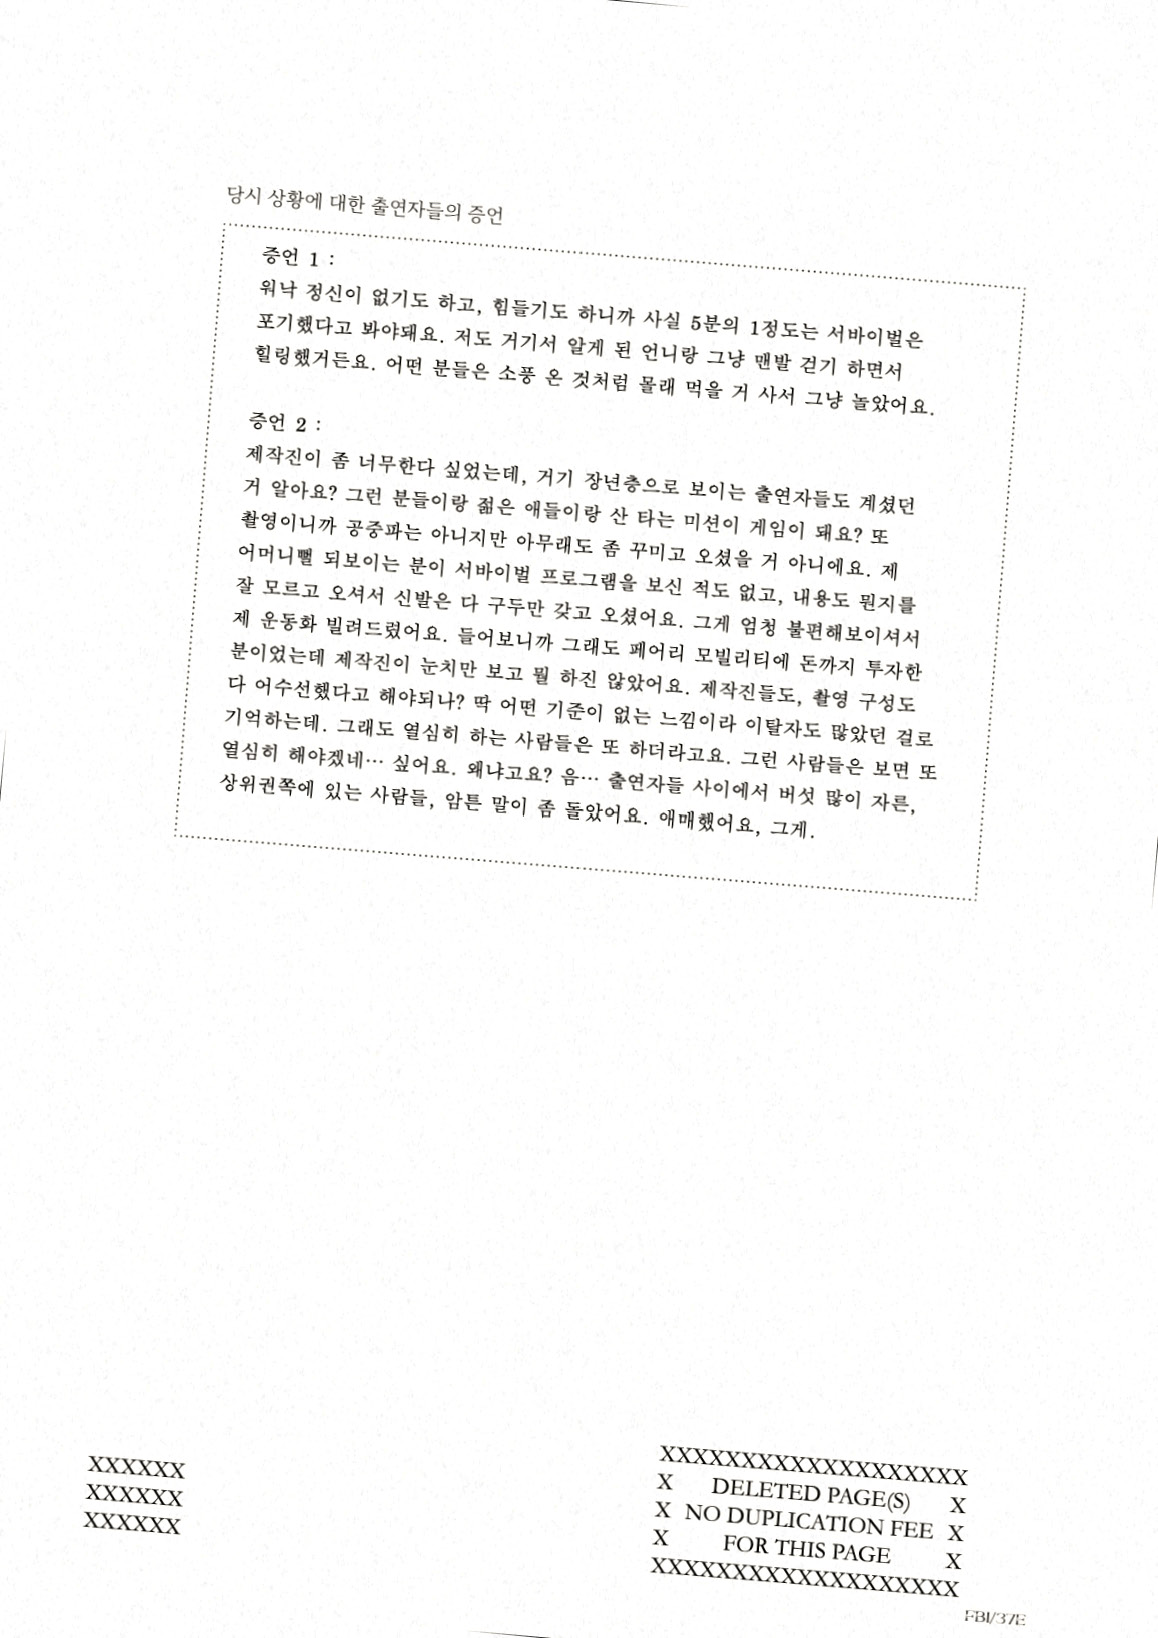 당시 상황에 대한 출연자들의 증언
증언 1 :
워낙 정신이 없기도 하고, 힘들기도 하니까 사실 5분의 1정도는 서바이벌은
포기했다고 봐야돼요. 저도 거기서 알게 된 언니랑 그냥 맨발 걷기 하면서
힐링했거든요. 어떤 분들은 소풍 온 것처럼 몰래 먹을 거 사서 그냥 놀았어요.
증언 2 :
제작진이 좀 너무한다 싶었는데, 거기 장년층으로 보이는 출연자들도 계셨던
거 알아요? 그런 분들이랑 젊은 애들이랑 산 타는 미션이 게임이 돼요? 또
촬영이니까 공중파는 아니지만 아무래도 좀 꾸미고 오셨을 거 아니에요. 제
어머니뻘 되보이는 분이 서바이벌 프로그램을 보신 적도 없고, 내용도 뭔지를
잘 모르고 오셔서 신발은 다 구두만 갖고 오셨어요. 그게 엄청 불편해보이셔서
제 운동화 빌려드렸어요. 들어보니까 그래도 페어리 모빌리티에 돈까지 투자한
분이었는데 제작진이 눈치만 보고 뭘 하진 않았어요. 제작진들도, 촬영 구성도
다 어수선했다고 해야되나? 딱 어떤 기준이 없는 느낌이라 이탈자도 많았던 걸로
기억하는데. 그래도 열심히 하는 사람들은 또 하더라고요. 그런 사람들은 보면 또
열심히 해야겠네… 싶어요. 왜냐고요? 음… 출연자들 사이에서 버섯 많이 자른,
상위권쪽에 있는 사람들, 암튼 말이 좀 돌았어요. 애매했어요, 그게.
XXXXXX
XXXXXX
XXXXXX
XXXXXXXXXXXXXXXXXXX
X DELETED PAGE(S) X
X NO DUPLICATION FEE X
X FOR THIS PAGE X
XXXXXXXXXXXXXXXXXXX
FBI/37E